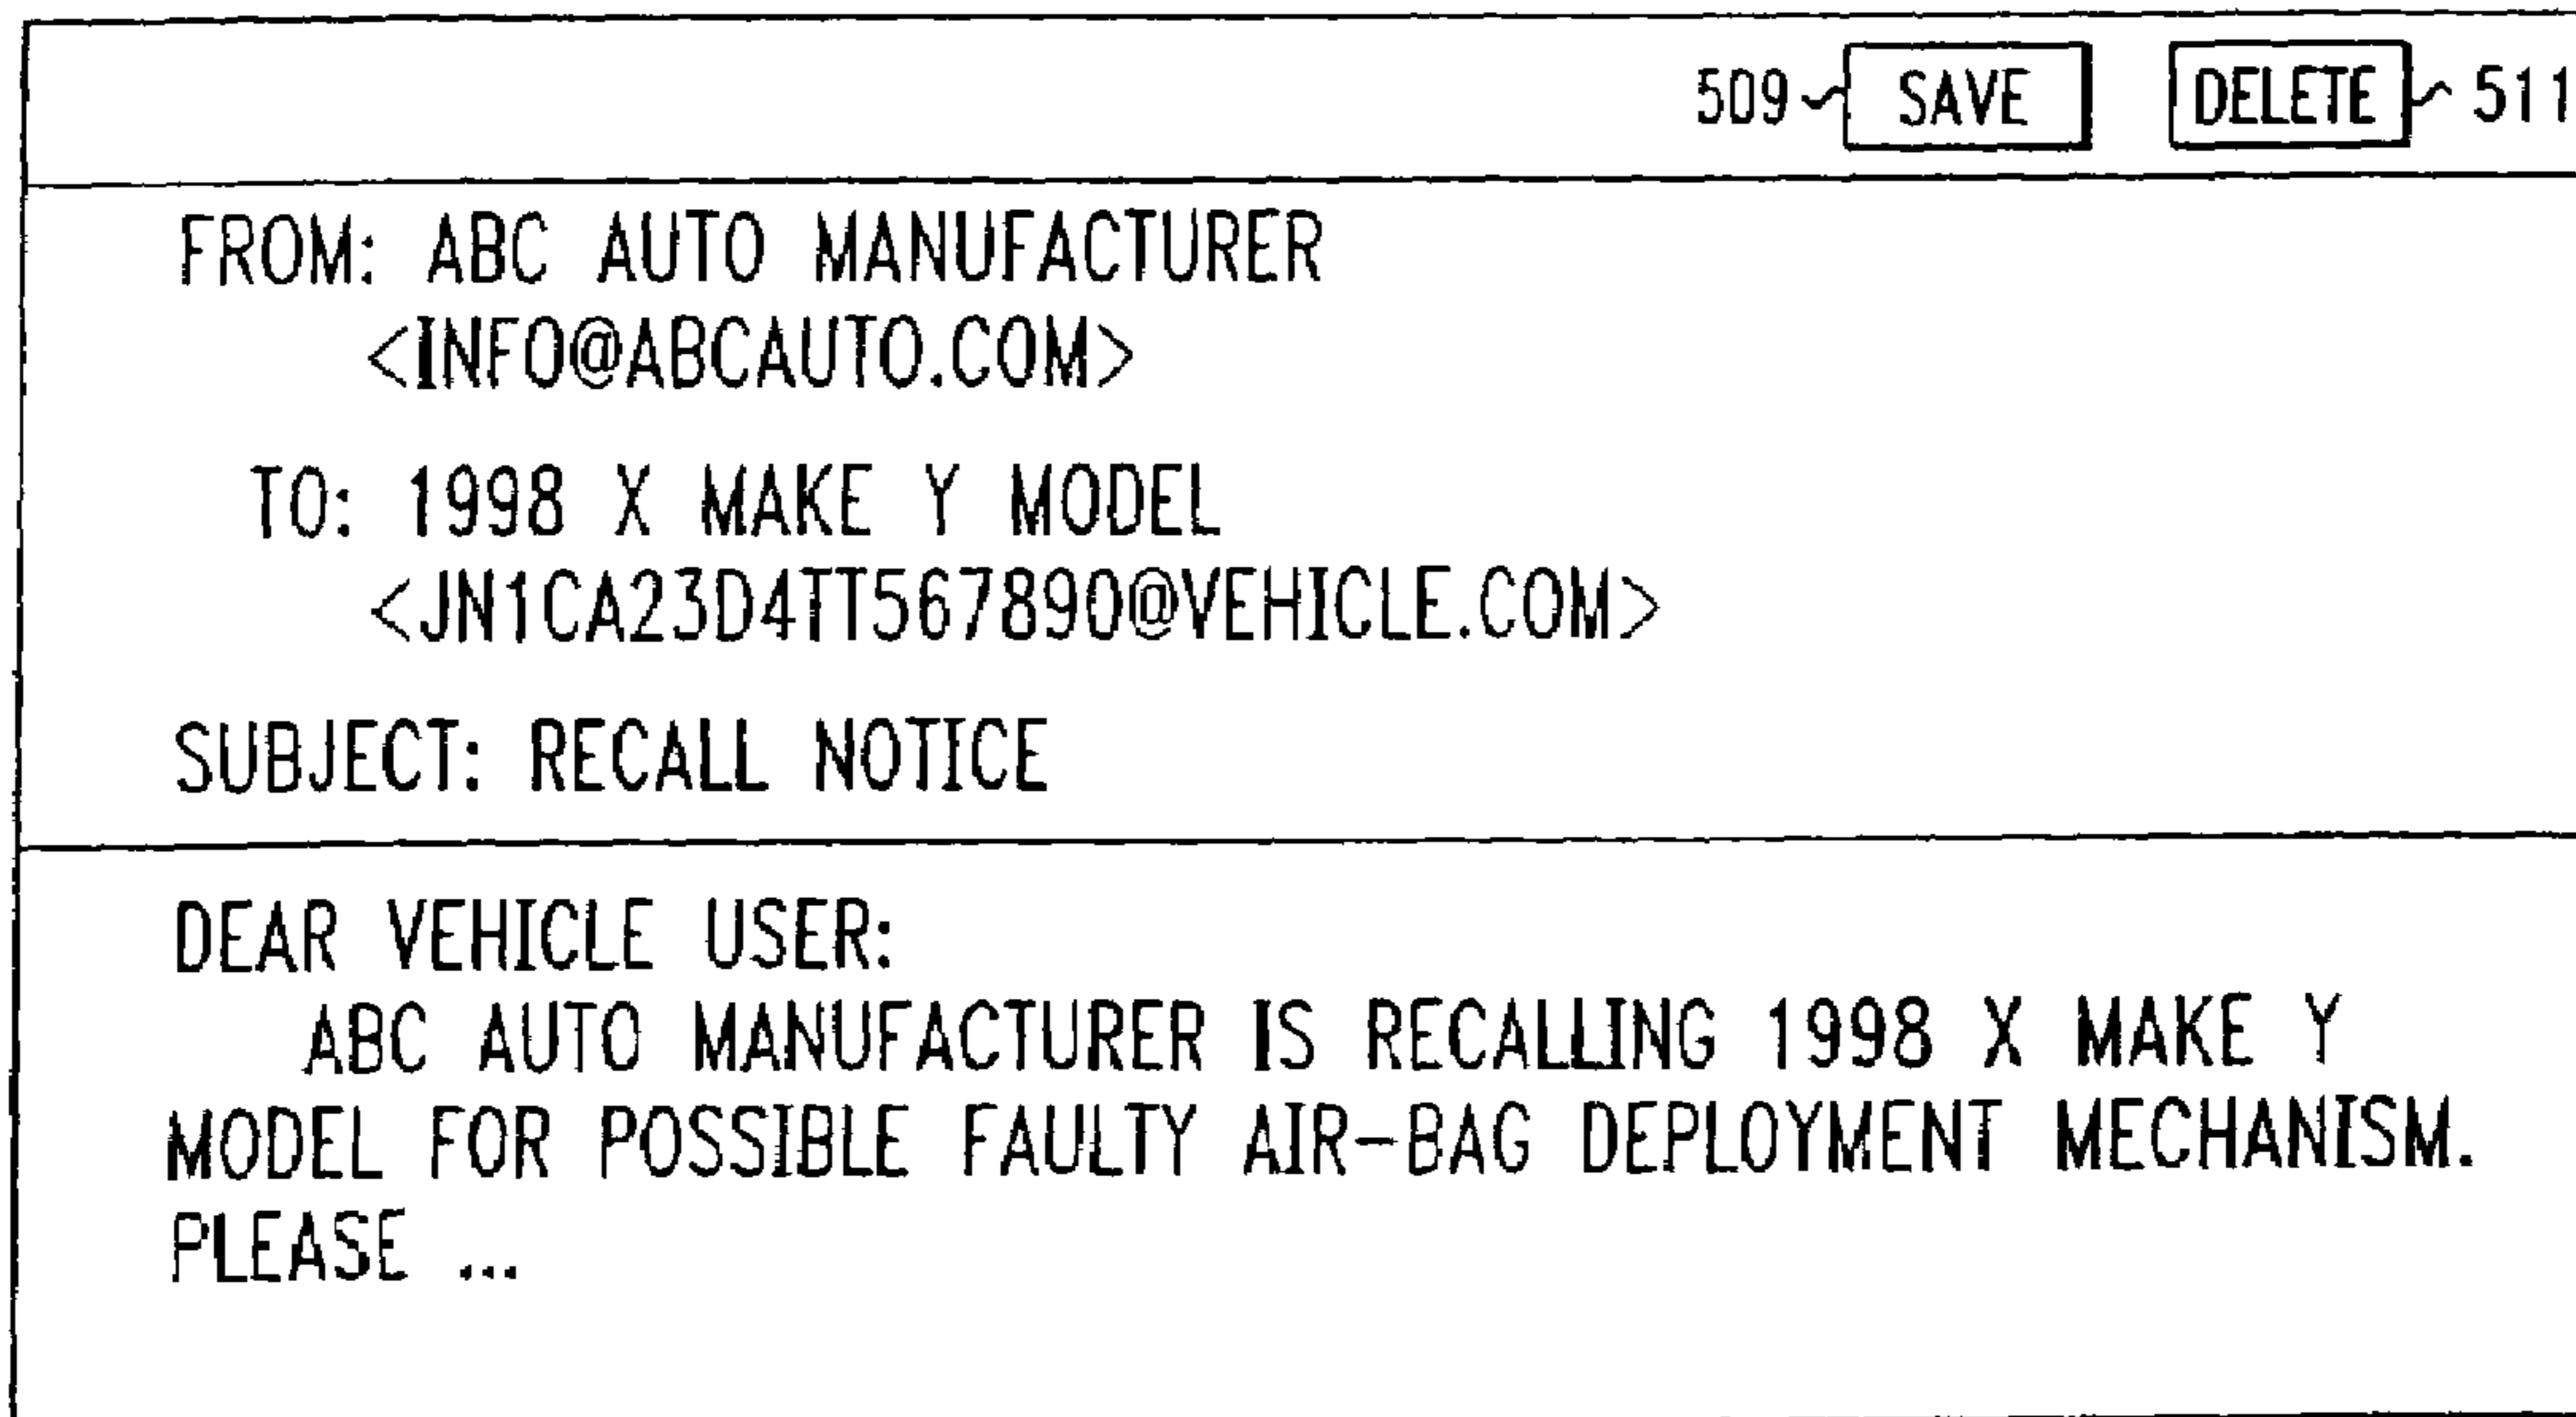 509 SAVE DELETE 511
FROM: ABC AUTO MANUFACTURER
<INFO@ABCAUTO.COM>
TO: 1998 X MAKE Y MODEL
<JN1CA23D4TT567890@VEHICLE.COM>
SUBJECT: RECALL NOTICE
DEAR VEHICLE USER:
ABC AUTO MANUFACTURER IS RECALLING 1998 X MAKE Y
MODEL FOR POSSIBLE FAULTY AIR-BAG DEPLOYMENT MECHANISM.
PLEASE ...